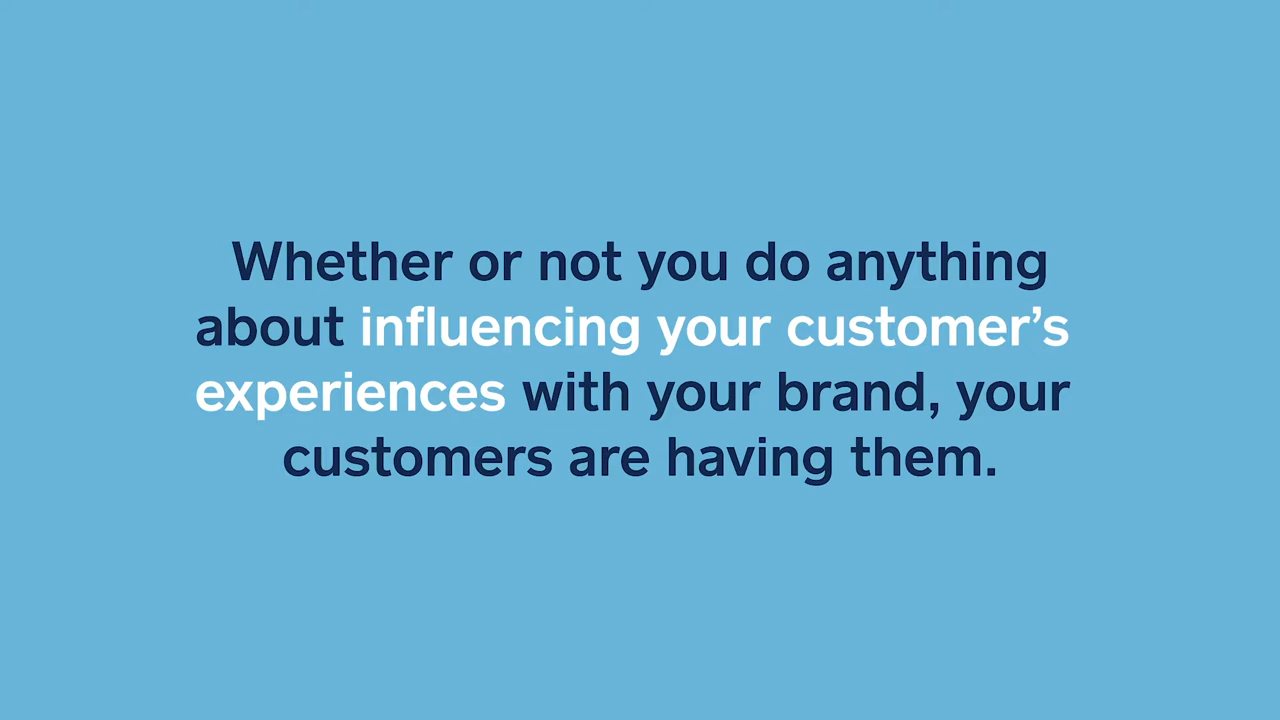 Whether or not you do anything
about influencing your customer’s
experiences with your brand, your
customers are having them.